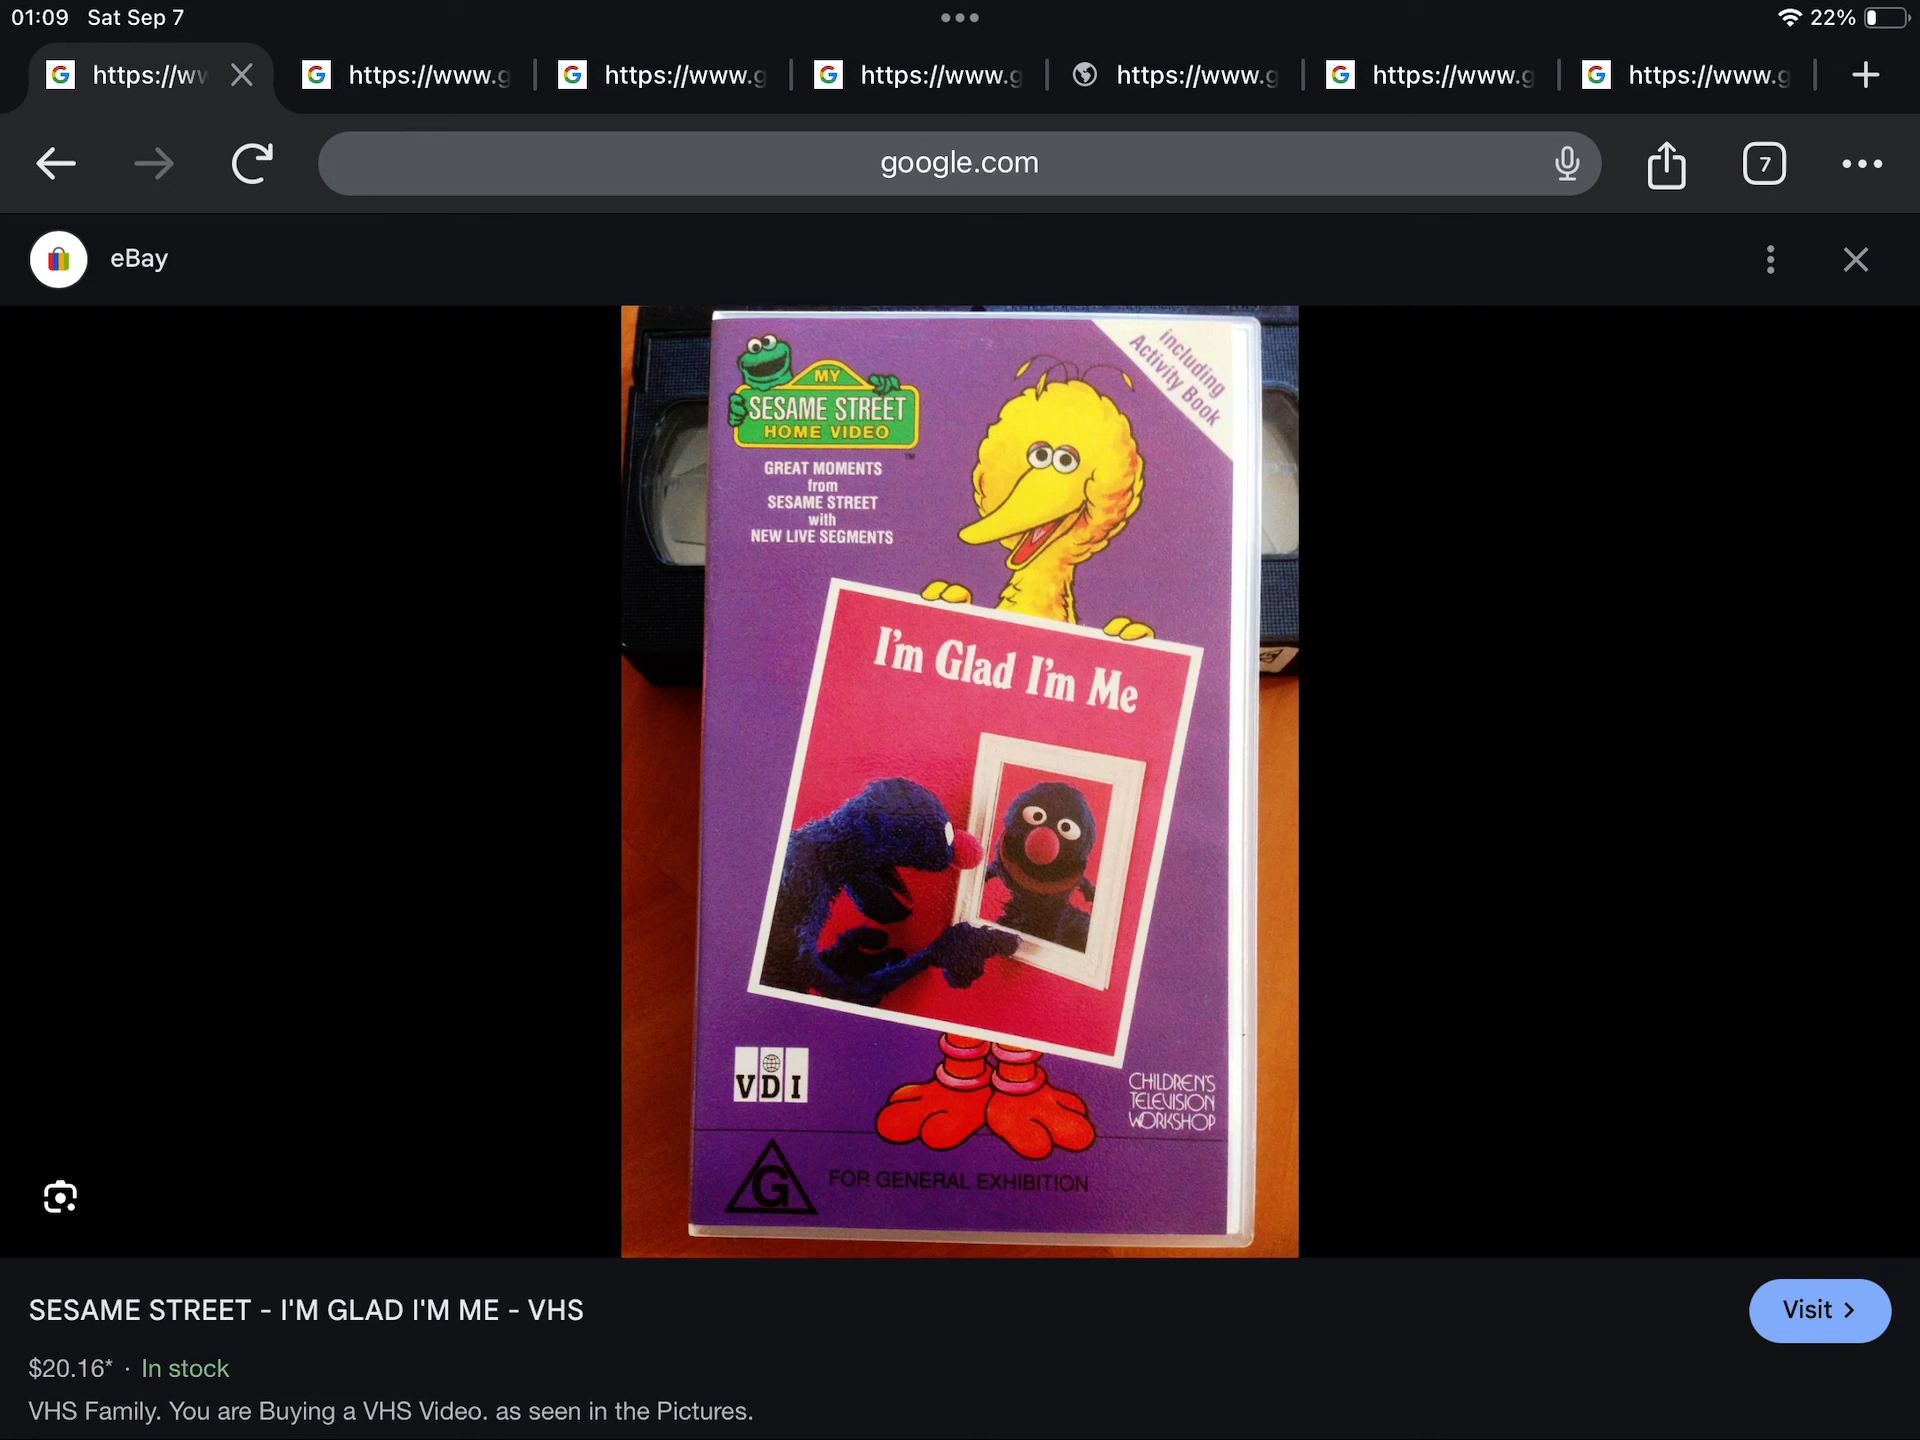 01:09 Sat Sep 7
22%
https://ww
https://www.g
https://www.g
https://www.g
https://www.g
https://www.g
https://www.g
google.com
7
eBay
including
Activity Book
MY
SESAME STREET
HOME VIDEO
TM
GREAT MOMENTS
from
SESAME STREET
with
NEW LIVE SEGMENTS
I'm Glad I'm Me
VDI
CHILDREN'S
TELEVISION
WORKSHOP
G
FOR GENERAL EXHIBITION
SESAME STREET - I'M GLAD I'M ME - VHS
Visit
$20.16* · In stock
VHS Family. You are Buying a VHS Video. as seen in the Pictures.